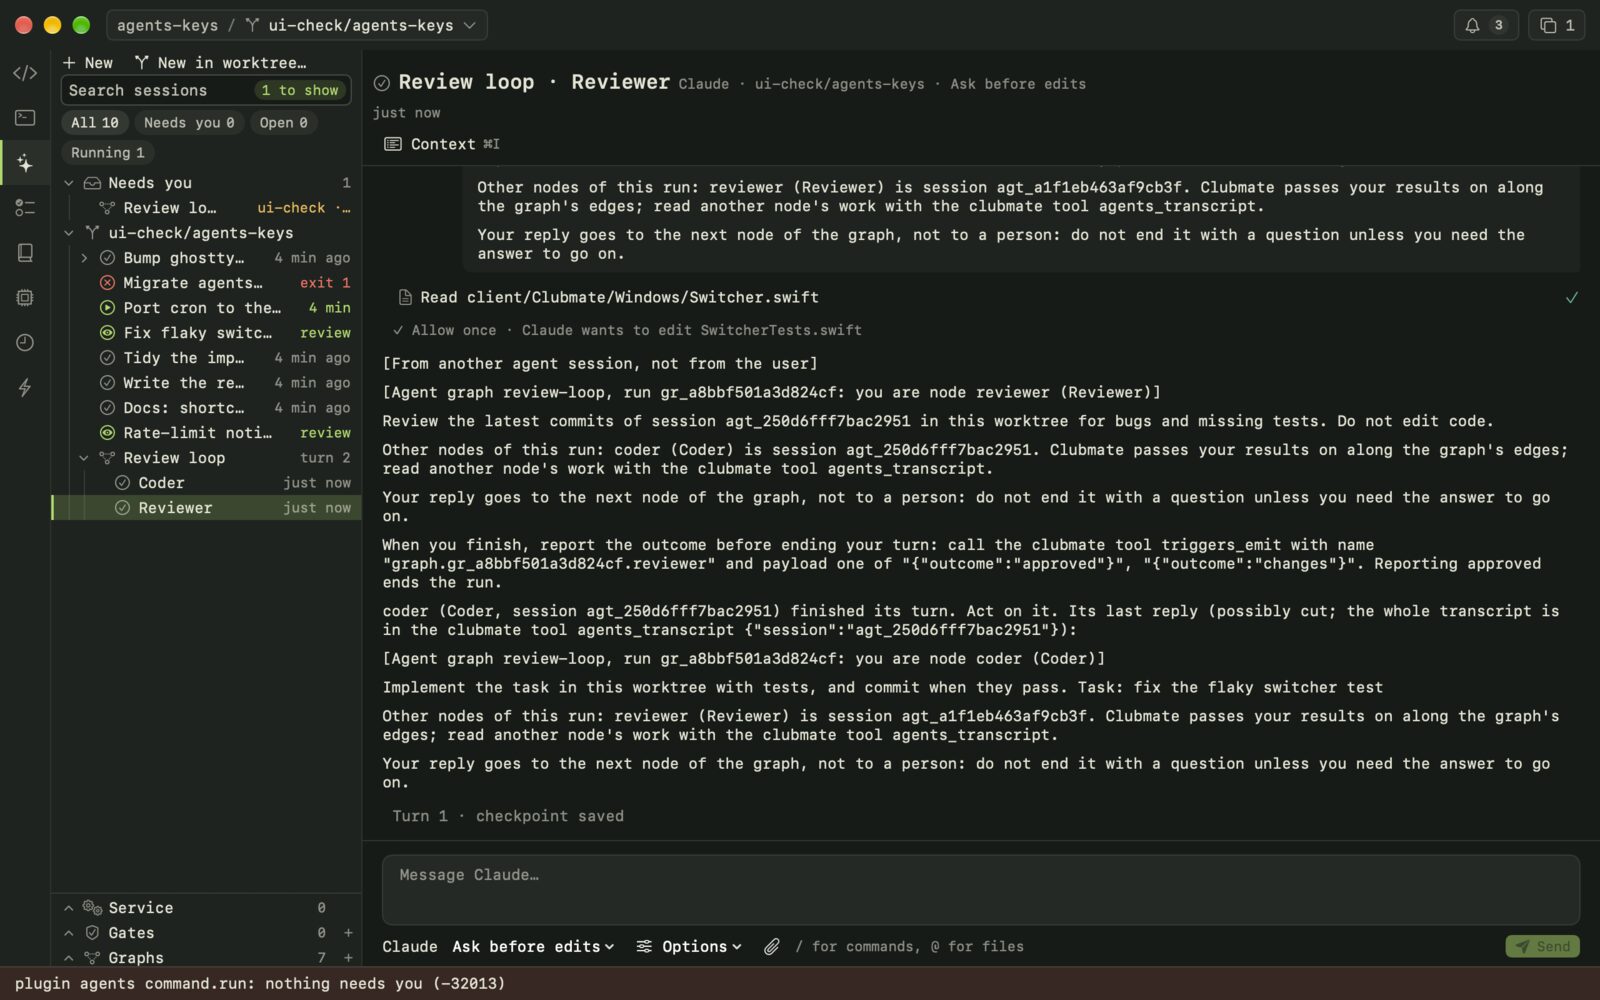 agents-keys / ui-check/agents-keys
3
1
New
New in worktree…
Search sessions
1 to show
All 10
Needs you 0
Open 0
Running 1
Needs you 1
Review lo… ui-check ·…
ui-check/agents-keys
Bump ghostty… 4 min ago
Migrate agents… exit 1
Port cron to the… 4 min
Fix flaky switc… review
Tidy the imp… 4 min ago
Write the re… 4 min ago
Docs: shortc… 4 min ago
Rate-limit noti… review
Review loop turn 2
Coder just now
Reviewer just now
Service 0
Gates 0 +
Graphs 7 +
Review loop · Reviewer Claude · ui-check/agents-keys · Ask before edits
just now
Context ⌘I
Other nodes of this run: reviewer (Reviewer) is session agt_a1f1eb463af9cb3f. Clubmate passes your results on along
the graph's edges; read another node's work with the clubmate tool agents_transcript.
Your reply goes to the next node of the graph, not to a person: do not end it with a question unless you need the
answer to go on.
Read client/Clubmate/Windows/Switcher.swift
✓ Allow once · Claude wants to edit SwitcherTests.swift
[From another agent session, not from the user]
[Agent graph review-loop, run gr_a8bbf501a3d824cf: you are node reviewer (Reviewer)]
Review the latest commits of session agt_250d6fff7bac2951 in this worktree for bugs and missing tests. Do not edit code.
Other nodes of this run: coder (Coder) is session agt_250d6fff7bac2951. Clubmate passes your results on along the graph's edges;
read another node's work with the clubmate tool agents_transcript.
Your reply goes to the next node of the graph, not to a person: do not end it with a question unless you need the answer to go
on.
When you finish, report the outcome before ending your turn: call the clubmate tool triggers_emit with name
"graph.gr_a8bbf501a3d824cf.reviewer" and payload one of "{"outcome":"approved"}", "{"outcome":"changes"}". Reporting approved
ends the run.
coder (Coder, session agt_250d6fff7bac2951) finished its turn. Act on it. Its last reply (possibly cut; the whole transcript is
in the clubmate tool agents_transcript {"session":"agt_250d6fff7bac2951"}):
[Agent graph review-loop, run gr_a8bbf501a3d824cf: you are node coder (Coder)]
Implement the task in this worktree with tests, and commit when they pass. Task: fix the flaky switcher test
Other nodes of this run: reviewer (Reviewer) is session agt_a1f1eb463af9cb3f. Clubmate passes your results on along the graph's
edges; read another node's work with the clubmate tool agents_transcript.
Your reply goes to the next node of the graph, not to a person: do not end it with a question unless you need the answer to go
on.
Turn 1 · checkpoint saved
Message Claude…
Claude Ask before edits Options / for commands, @ for files
Send
plugin agents command.run: nothing needs you (-32013)